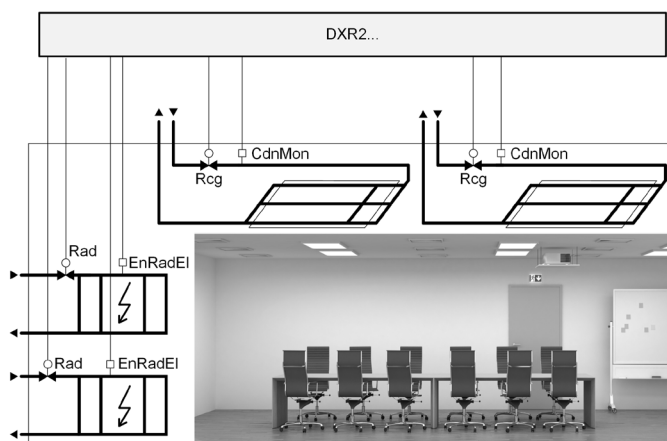 DXR2...
CdnMon
Rcg
CdnMon
Rcg
Rad
EnRadEl
Rad
EnRadEl